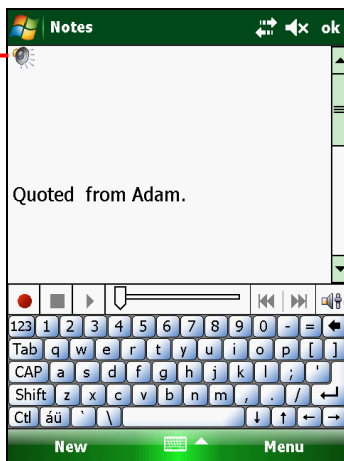 Notes ok
Quoted from Adam.
123 1 2 3 4 5 6 7 8 9 0 - =
Tab q w e r t y u i o p [ ]
CAP a s d f g h j k l ; '
Shift z x c v b n m , . /
Ctl áü ` \
New Menu